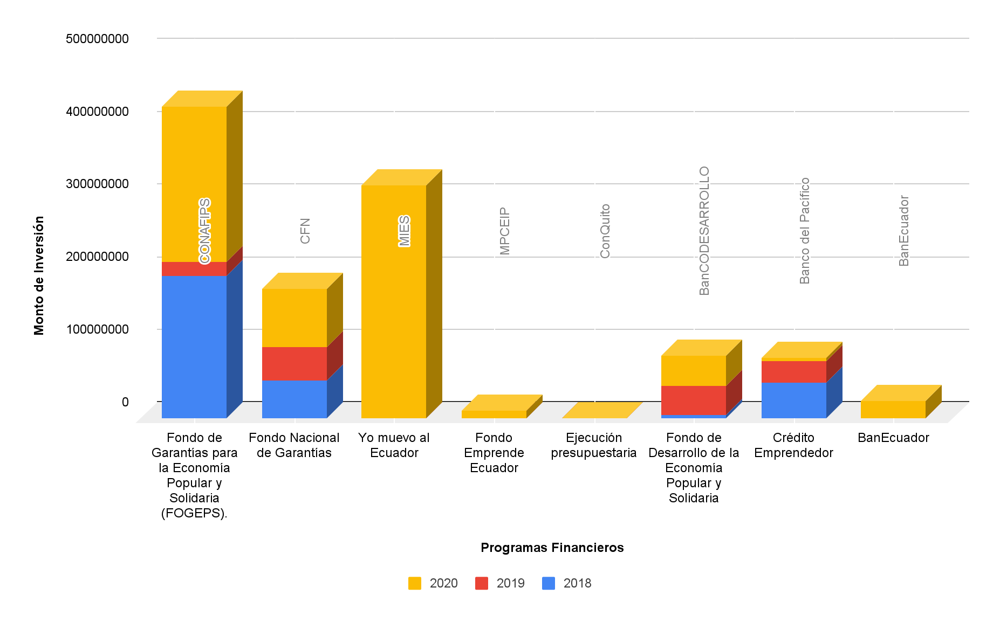 500000000
400000000
300000000
200000000
100000000
0
Monto de Inversión
CONAFIPS
CFN
MIES
MPCEIP
ConQuito
BanCODESARROLLO
Banco del Pacífico
BanEcuador
Fondo de
Garantías para
la Economía
Popular y
Solidaria
(FOGEPS).
Fondo Nacional
de Garantías
Yo muevo al
Ecuador
Fondo
Emprende
Ecuador
Ejecución
presupuestaria
Fondo de
Desarrollo de la
Economía
Popular y
Solidaria
Crédito
Emprendedor
BanEcuador
Programas Financieros
2020
2019
2018